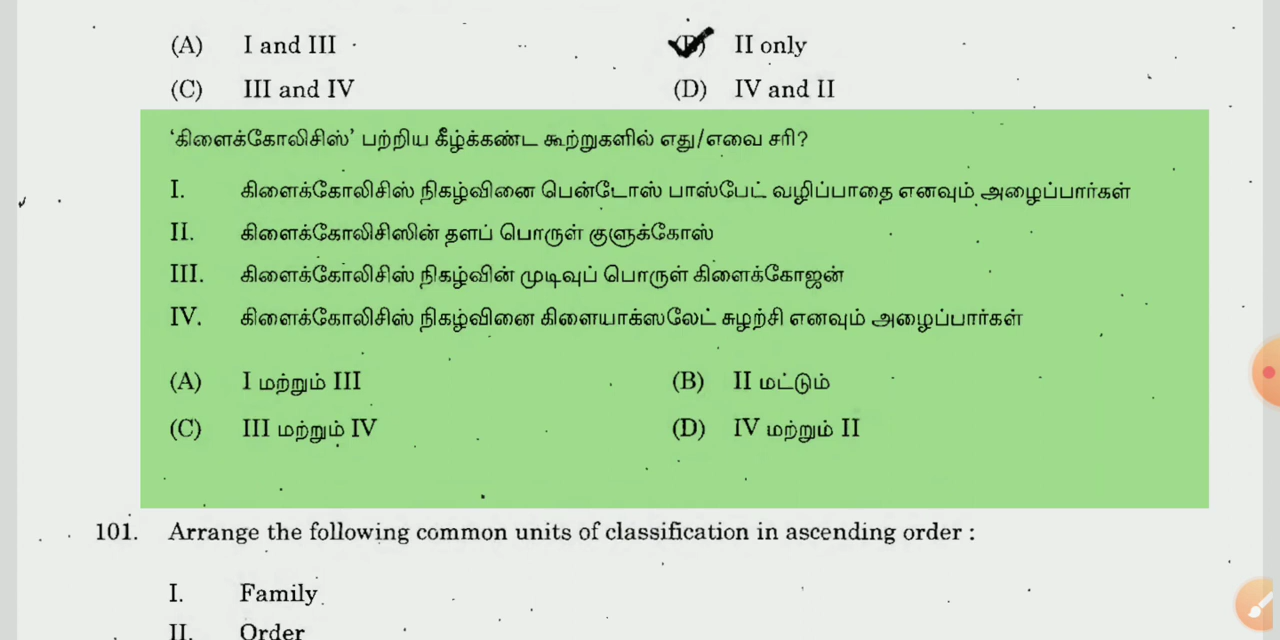 (A) I and III
(B) II only
(C) III and IV
(D) IV and II
‘கிளைக்கோலிசிஸ்’ பற்றிய கீழ்க்கண்ட கூற்றுகளில் எது/எவை சரி?
I. கிளைக்கோலிசிஸ் நிகழ்வினை பென்டோஸ் பாஸ்பேட் வழிப்பாதை எனவும் அழைப்பார்கள்
II. கிளைக்கோலிசிஸின் தளப் பொருள் குளுக்கோஸ்
III. கிளைக்கோலிசிஸ் நிகழ்வின் முடிவுப் பொருள் கிளைக்கோஜன்
IV. கிளைக்கோலிசிஸ் நிகழ்வினை கிளையாக்ஸலேட் சுழற்சி எனவும் அழைப்பார்கள்
(A) I மற்றும் III
(B) II மட்டும்
(C) III மற்றும் IV
(D) IV மற்றும் II
101. Arrange the following common units of classification in ascending order :
I. Family
II. Order